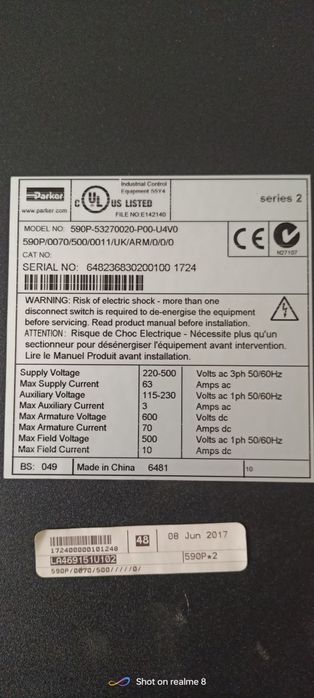 Parker
www.parker.com
C UL US LISTED
Industrial Control
Equipment 55Y4
FILE NO:E142140
series 2
MODEL NO: 590P-53270020-P00-U4V0
590P/0070/500/0011/UK/ARM/0/0/0
CAT NO:
SERIAL NO: 648236830200100 1724
CE
N27107
WARNING: Risk of electric shock - more than one
disconnect switch is required to de-energise the equipment
before servicing. Read product manual before installation.
ATTENTION: Risque de Choc Electrique - Nécessite plus qu'un
sectionneur pour désénergiser l'équipement avant intervention.
Lire le Manuel Produit avant installation.
Supply Voltage 220-500 Volts ac 3ph 50/60Hz
Max Supply Current 63 Amps ac
Auxiliary Voltage 115-230 Volts ac 1ph 50/60Hz
Max Auxiliary Current 3 Amps ac
Max Armature Voltage 600 Volts dc
Max Armature Current 70 Amps dc
Max Field Voltage 500 Volts ac 1ph 50/60Hz
Max Field Current 10 Amps dc
BS: 049 Made in China 6481 10
172400000101240 48 08 Jun 2017
LA469151U102 590P*2
590P/0070/500/////0/
Shot on realme 8